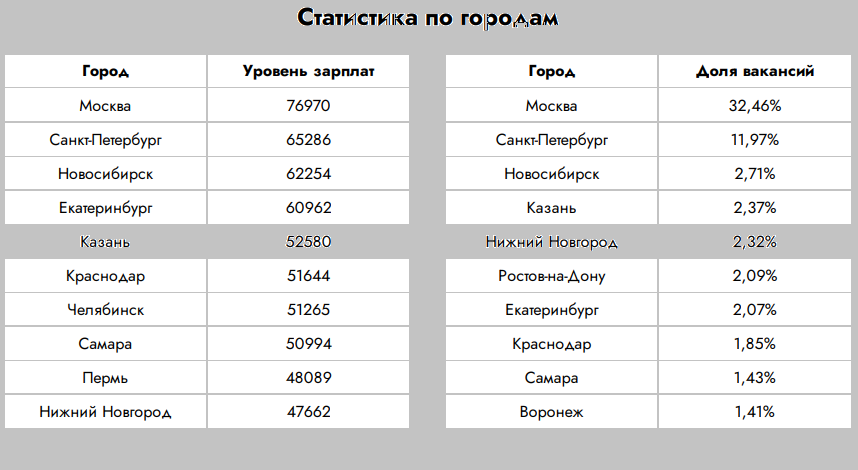 Статистика по городам
Город Уровень зарплат
Москва 76970
Санкт-Петербург 65286
Новосибирск 62254
Екатеринбург 60962
Казань 52580
Краснодар 51644
Челябинск 51265
Самара 50994
Пермь 48089
Нижний Новгород 47662
Город Доля вакансий
Москва 32,46%
Санкт-Петербург 11,97%
Новосибирск 2,71%
Казань 2,37%
Нижний Новгород 2,32%
Ростов-на-Дону 2,09%
Екатеринбург 2,07%
Краснодар 1,85%
Самара 1,43%
Воронеж 1,41%